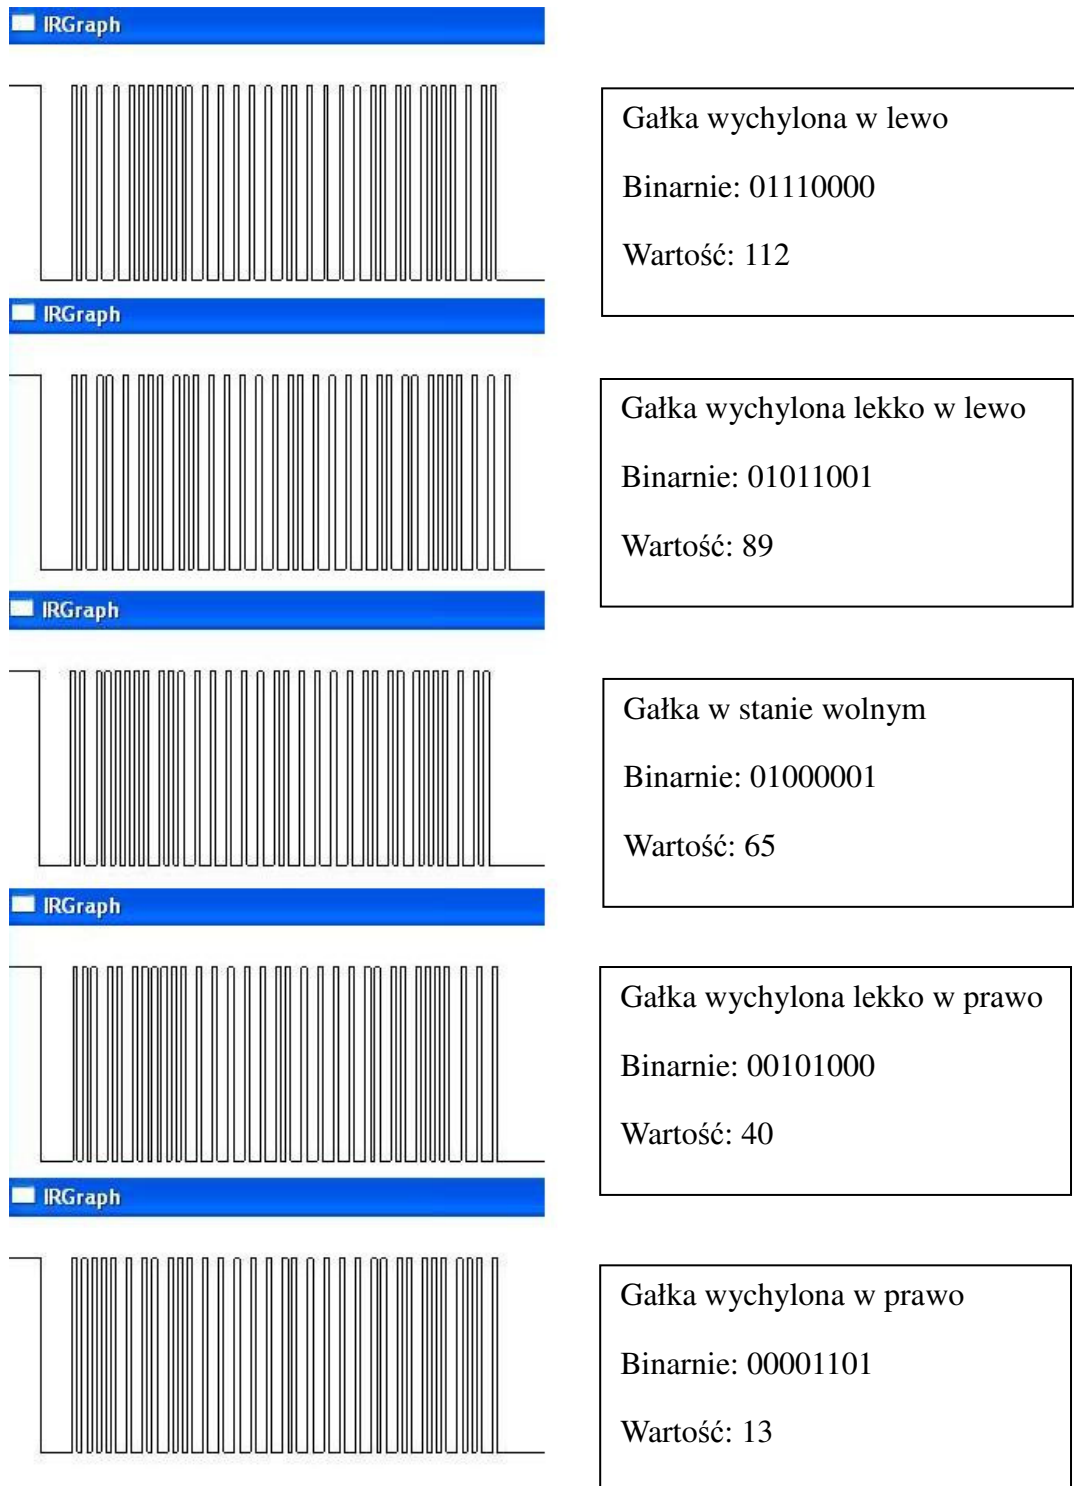 IRGraph
Gałka wychylona w lewo
Binarnie: 01110000
Wartość: 112
IRGraph
Gałka wychylona lekko w lewo
Binarnie: 01011001
Wartość: 89
IRGraph
Gałka w stanie wolnym
Binarnie: 01000001
Wartość: 65
IRGraph
Gałka wychylona lekko w prawo
Binarnie: 00101000
Wartość: 40
IRGraph
Gałka wychylona w prawo
Binarnie: 00001101
Wartość: 13